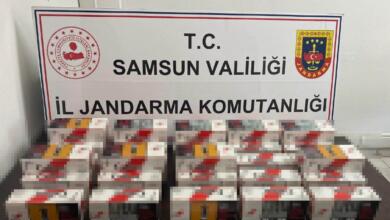 T.C.
SAMSUN VALİLİĞİ
İL JANDARMA KOMUTANLIĞI